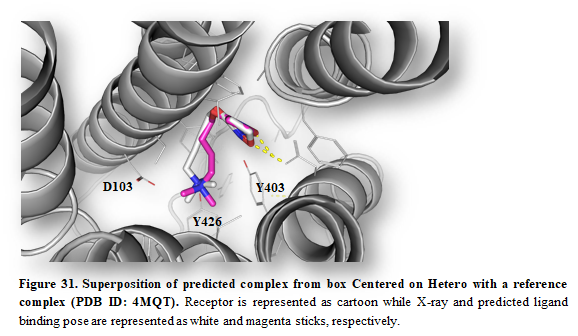 D103
Y403
Y426
Figure 31. Superposition of predicted complex from box Centered on Hetero with a reference
complex (PDB ID: 4MQT). Receptor is represented as cartoon while X-ray and predicted ligand
binding pose are represented as white and magenta sticks, respectively.